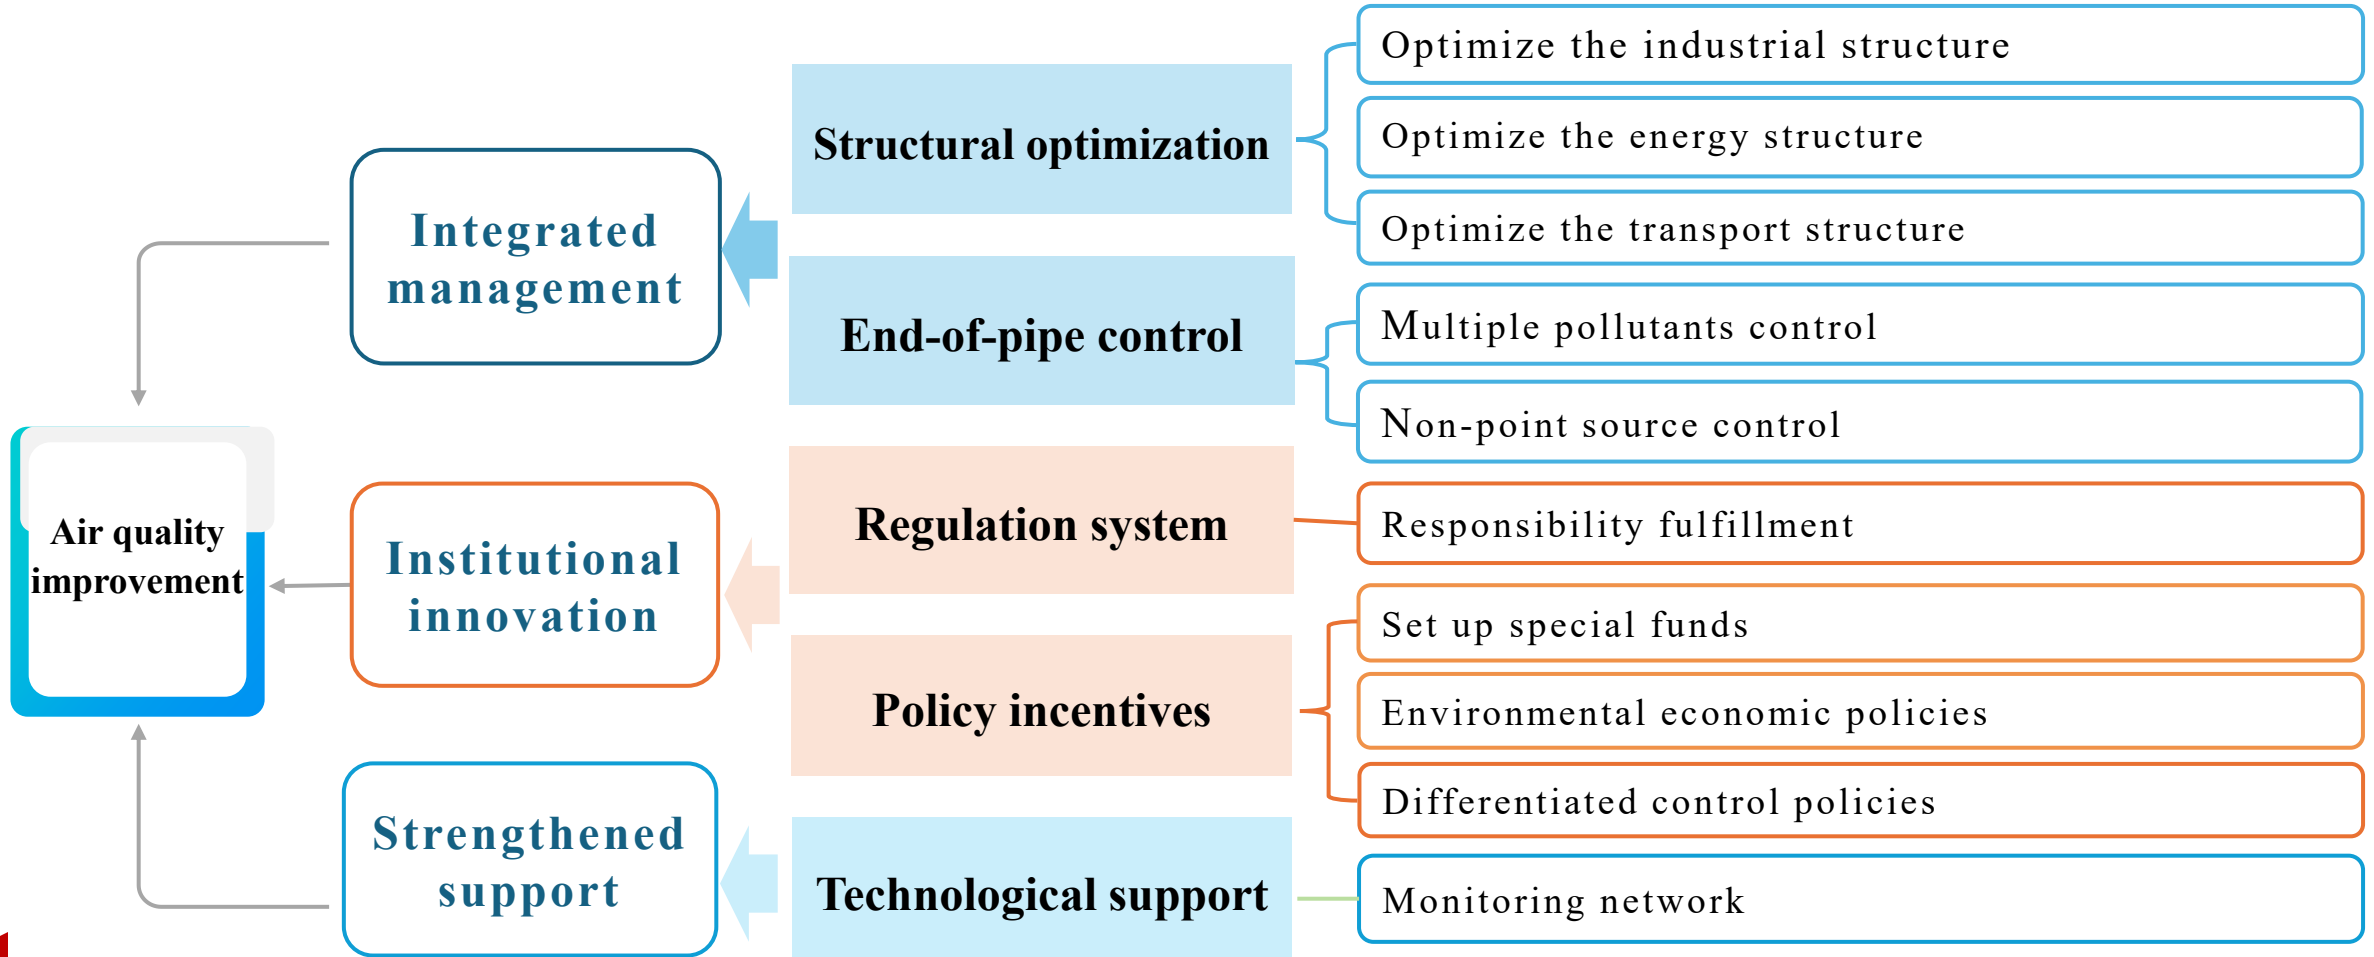 Air quality
improvement
Integrated
management
Institutional
innovation
Strengthened
support
Structural optimization
End-of-pipe control
Regulation system
Policy incentives
Technological support
Optimize the industrial structure
Optimize the energy structure
Optimize the transport structure
Multiple pollutants control
Non-point source control
Responsibility fulfillment
Set up special funds
Environmental economic policies
Differentiated control policies
Monitoring network